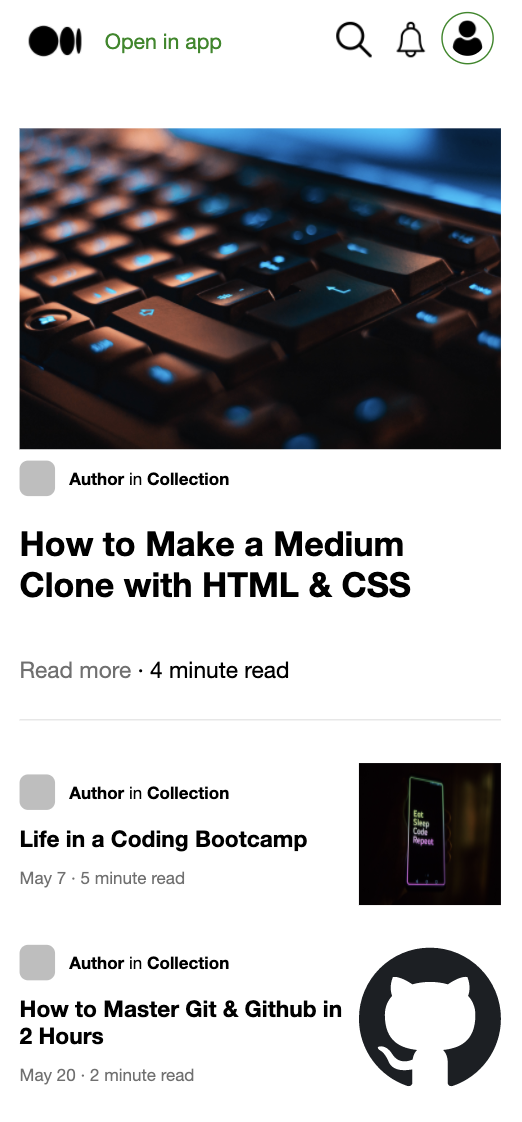 Open in app
Author in Collection
How to Make a Medium
Clone with HTML & CSS
Read more · 4 minute read
Author in Collection
Life in a Coding Bootcamp
May 7 · 5 minute read
Eat
Sleep
Code
Repeat
Author in Collection
How to Master Git & Github in
2 Hours
May 20 · 2 minute read